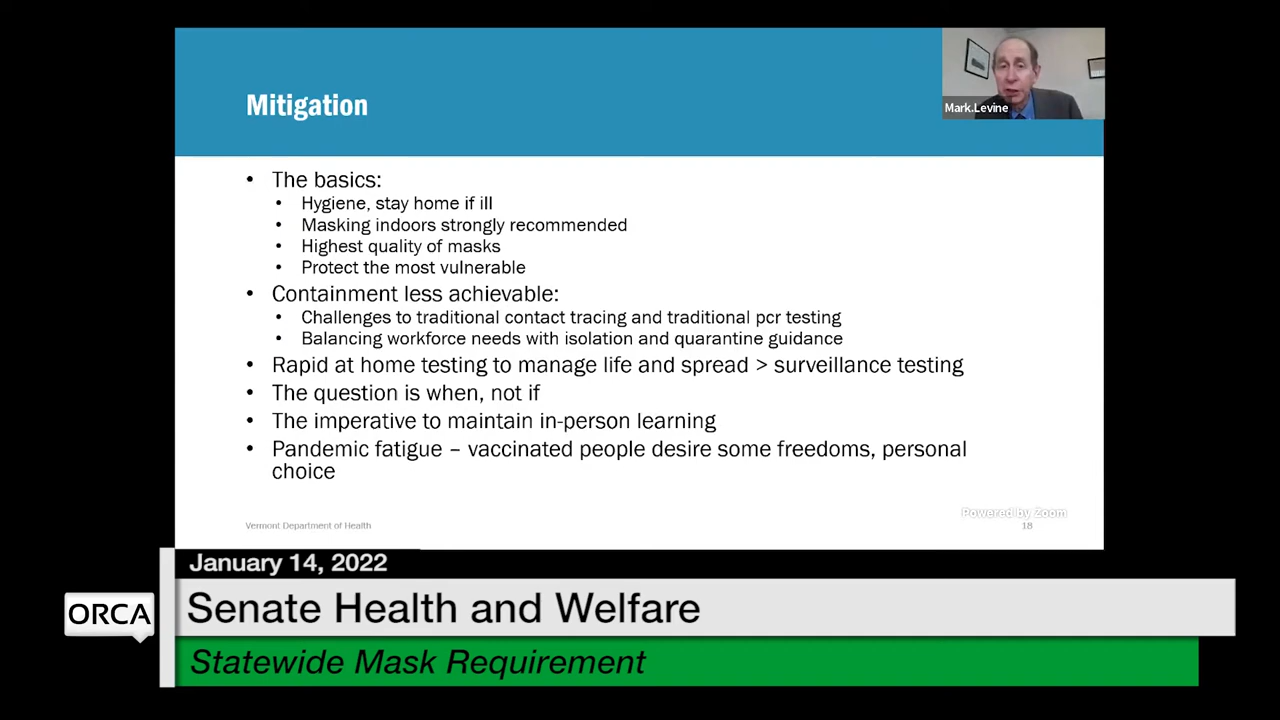 Mitigation
Mark.Levine
• The basics:
• Hygiene, stay home if ill
• Masking indoors strongly recommended
• Highest quality of masks
• Protect the most vulnerable
• Containment less achievable:
• Challenges to traditional contact tracing and traditional pcr testing
• Balancing workforce needs with isolation and quarantine guidance
• Rapid at home testing to manage life and spread > surveillance testing
• The question is when, not if
• The imperative to maintain in-person learning
• Pandemic fatigue – vaccinated people desire some freedoms, personal
choice
Powered by Zoom
Vermont Department of Health
18
January 14, 2022
ORCA
Senate Health and Welfare
Statewide Mask Requirement